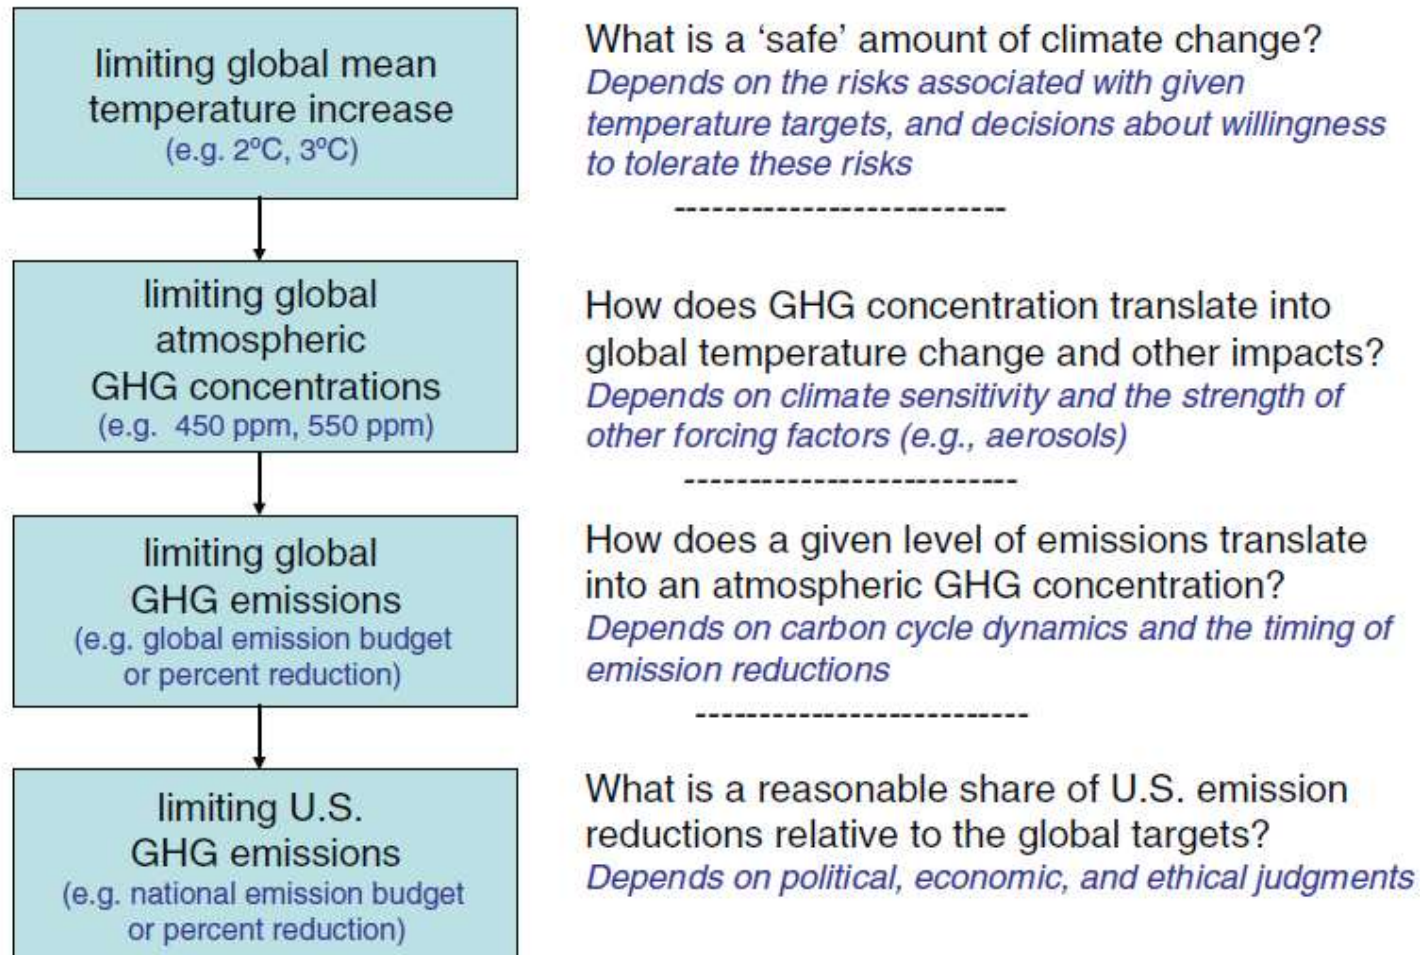 limiting global mean
temperature increase
(e.g. 2ºC, 3ºC)
What is a ‘safe’ amount of climate change?
Depends on the risks associated with given
temperature targets, and decisions about willingness
to tolerate these risks
--------------------------
limiting global
atmospheric
GHG concentrations
(e.g.  450 ppm, 550 ppm)
How does GHG concentration translate into
global temperature change and other impacts?
Depends on climate sensitivity and the strength of
other forcing factors (e.g., aerosols)
--------------------------
limiting global
GHG emissions
(e.g. global emission budget
or percent reduction)
How does a given level of emissions translate
into an atmospheric GHG concentration?
Depends on carbon cycle dynamics and the timing of
emission reductions
--------------------------
limiting U.S.
GHG emissions
(e.g. national emission budget
or percent reduction)
What is a reasonable share of U.S. emission
reductions relative to the global targets?
Depends on political, economic, and ethical judgments